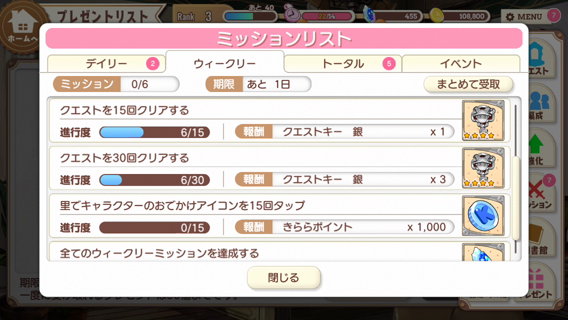 プレゼントリスト
Rank 3
あと 40
455
100,000
MENU 7
ホームへ
ミッションリスト
デイリー 2
ウィークリー
トータル 5
イベント
ミッション 0/6
期限 あと 1日
まとめて受取
クエストを15回クリアする
進行度 6/15 報酬 クエストキー 銀 x 1
クエストを30回クリアする
進行度 6/30 報酬 クエストキー 銀 x 3
里でキャラクターのおでかけアイコンを15回タップ
進行度 0/15 報酬 きららポイント x 1,000
全てのウィークリーミッションを達成する
閉じる